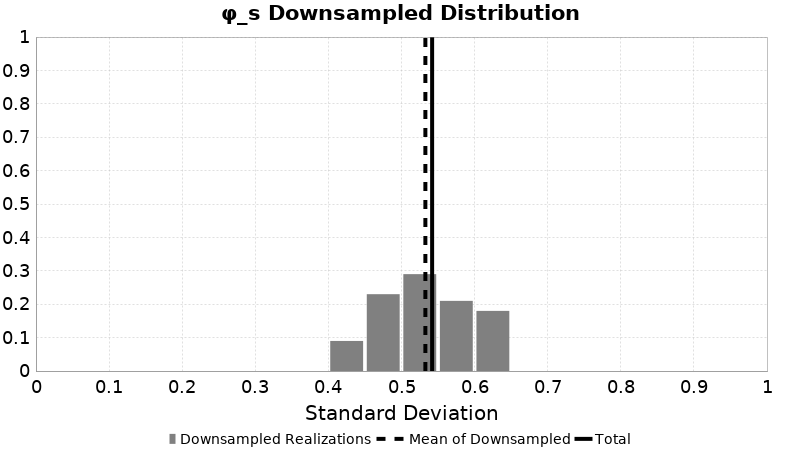 φ_s Downsampled Distribution
1
0.9
0.8
0.7
0.6
0.5
0.4
0.3
0.2
0.1
0
0 0.1 0.2 0.3 0.4 0.5 0.6 0.7 0.8 0.9 1
Standard Deviation
Downsampled Realizations Mean of Downsampled Total